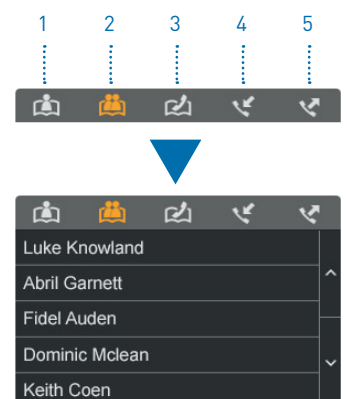 1 2 3 4 5
Luke Knowland
Abril Garnett
Fidel Auden
Dominic Mclean
Keith Coen